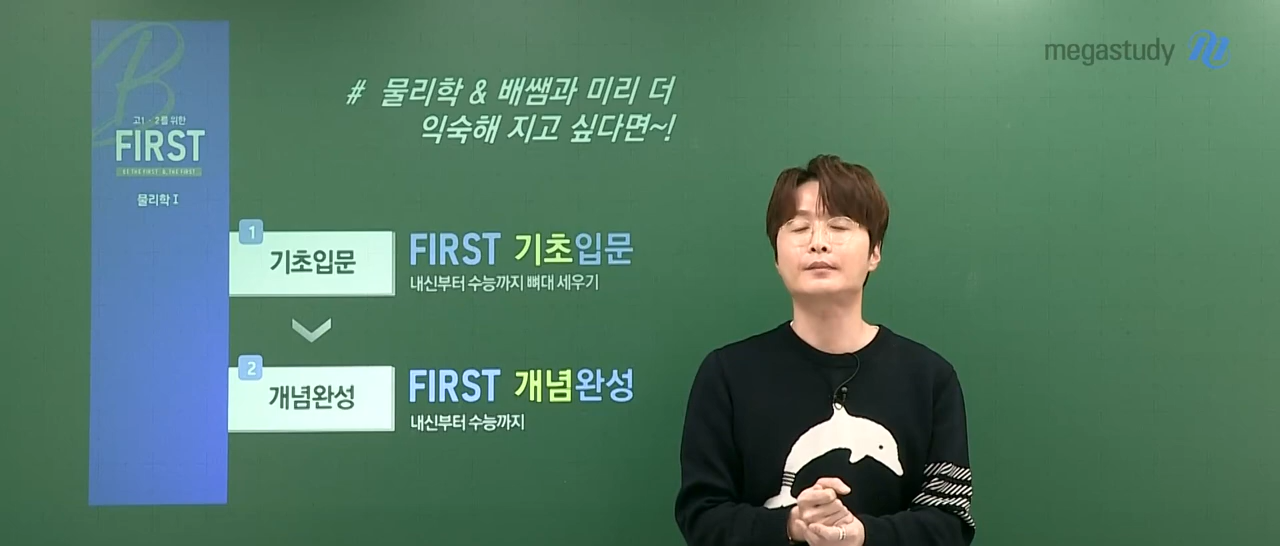 megastudy
# 물리학 & 배쌤과 미리 더
익숙해 지고 싶다면~!
B
고1·2를 위한
FIRST
BE THE FIRST & THE FIRST
물리학 I
1
기초입문
FIRST 기초입문
내신부터 수능까지 뼈대 세우기
2
개념완성
FIRST 개념완성
내신부터 수능까지